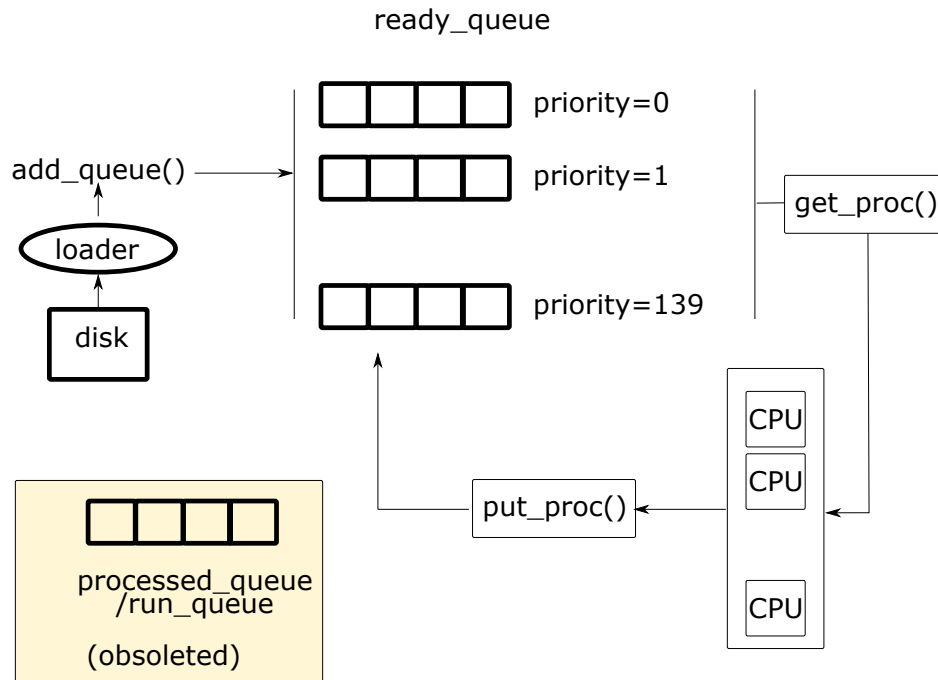 ready_queue
priority=0
add_queue()
priority=1
get_proc()
loader
priority=139
disk
CPU
CPU
put_proc()
CPU
processed_queue
/run_queue
(obsoleted)